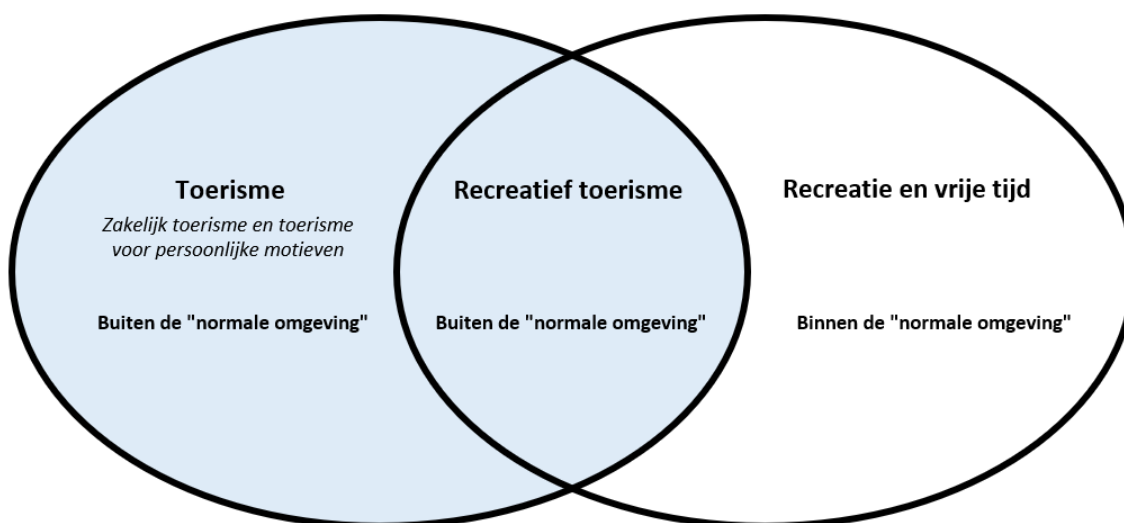 Toerisme
Zakelijk toerisme en toerisme
voor persoonlijke motieven
Buiten de "normale omgeving"
Recreatief toerisme
Buiten de "normale omgeving"
Recreatie en vrije tijd
Binnen de "normale omgeving"